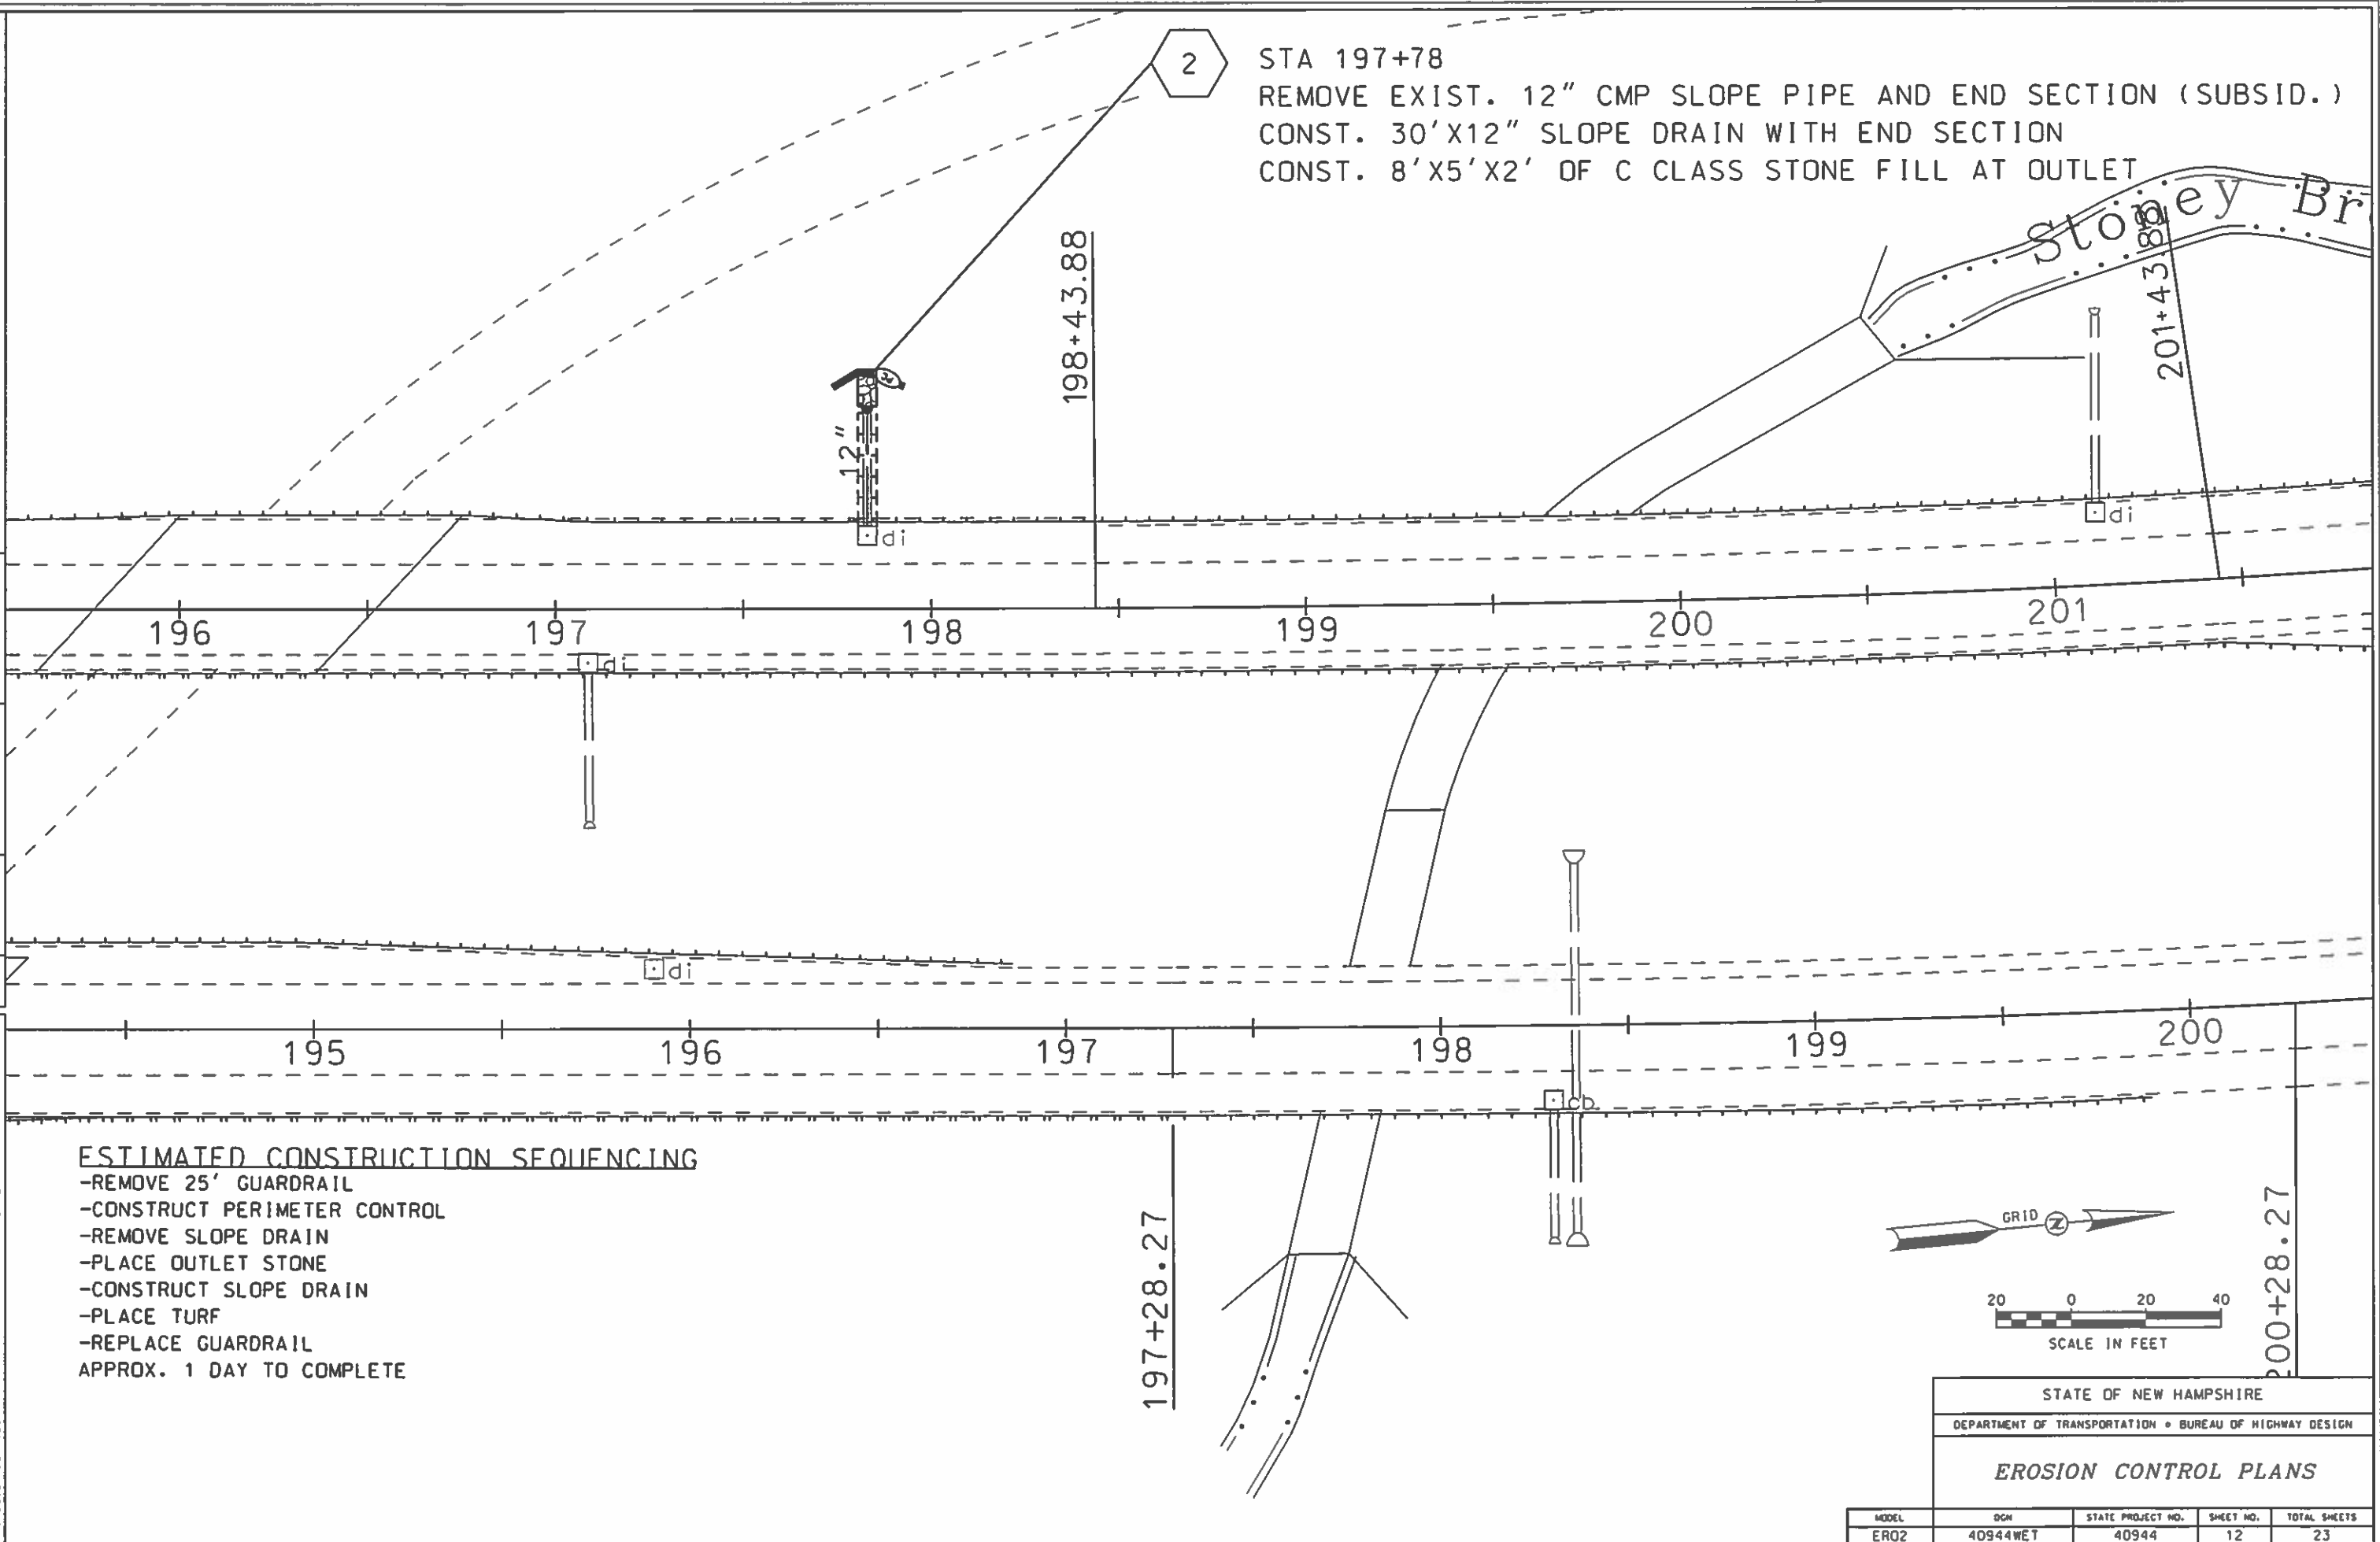 2
STA 197+78
REMOVE EXIST. 12" CMP SLOPE PIPE AND END SECTION (SUBSID.)
CONST. 30'X12" SLOPE DRAIN WITH END SECTION
CONST. 8'X5'X2' OF C CLASS STONE FILL AT OUTLET
Stoney Br
198+43.88
201+43.88
12"
di
di
196
197
198
199
200
201
di
di
195
196
197
198
199
200
cb
ESTIMATED CONSTRUCTION SEQUENCING
-REMOVE 25' GUARDRAIL
-CONSTRUCT PERIMETER CONTROL
-REMOVE SLOPE DRAIN
-PLACE OUTLET STONE
-CONSTRUCT SLOPE DRAIN
-PLACE TURF
-REPLACE GUARDRAIL
APPROX. 1 DAY TO COMPLETE
197+28.27
200+28.27
GRID Z
20 0 20 40
SCALE IN FEET
STATE OF NEW HAMPSHIRE
DEPARTMENT OF TRANSPORTATION • BUREAU OF HIGHWAY DESIGN
EROSION CONTROL PLANS
MODEL DGN STATE PROJECT NO. SHEET NO. TOTAL SHEETS
ER02 40944WET 40944 12 23